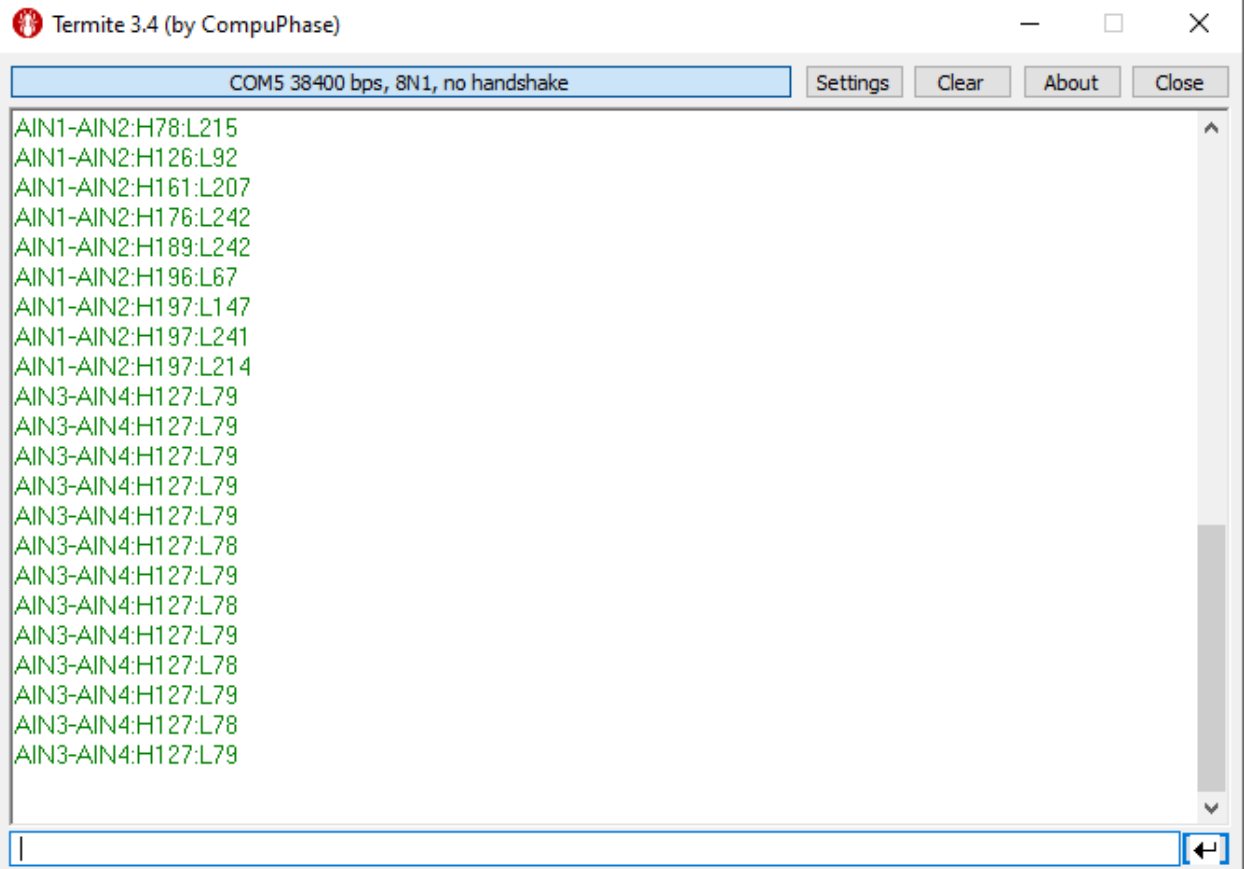 Termite 3.4 (by CompuPhase)
COM5 38400 bps, 8N1, no handshake Settings Clear About Close
AIN1-AIN2:H78:L215
AIN1-AIN2:H126:L92
AIN1-AIN2:H161:L207
AIN1-AIN2:H176:L242
AIN1-AIN2:H189:L242
AIN1-AIN2:H196:L67
AIN1-AIN2:H197:L147
AIN1-AIN2:H197:L241
AIN1-AIN2:H197:L214
AIN3-AIN4:H127:L79
AIN3-AIN4:H127:L79
AIN3-AIN4:H127:L79
AIN3-AIN4:H127:L79
AIN3-AIN4:H127:L79
AIN3-AIN4:H127:L78
AIN3-AIN4:H127:L79
AIN3-AIN4:H127:L78
AIN3-AIN4:H127:L79
AIN3-AIN4:H127:L78
AIN3-AIN4:H127:L79
AIN3-AIN4:H127:L78
AIN3-AIN4:H127:L79